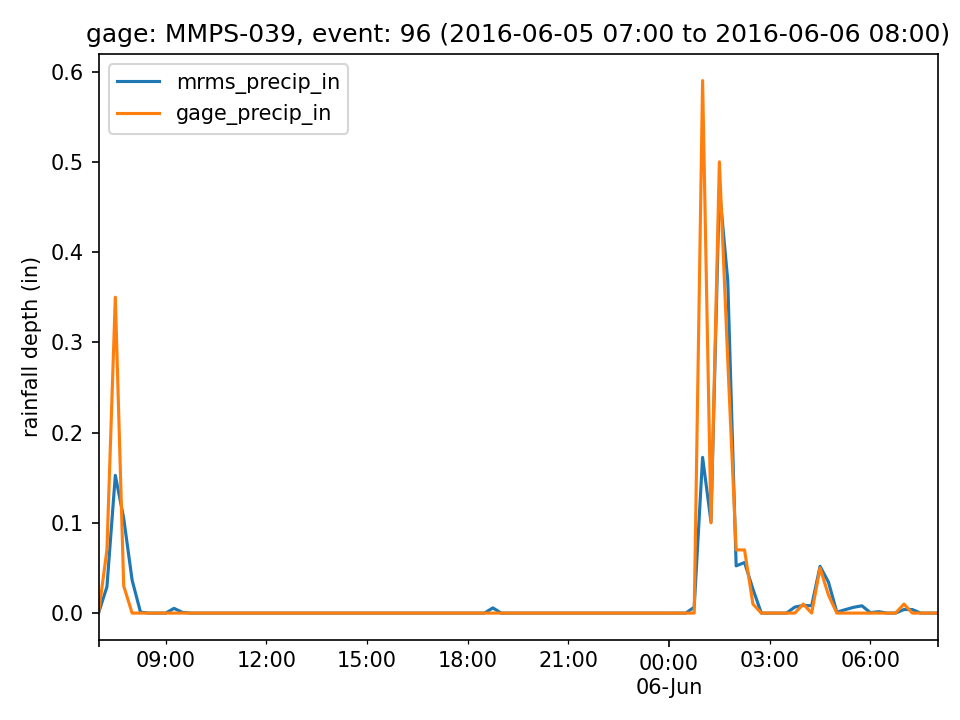 gage: MMPS-039, event: 96 (2016-06-05 07:00 to 2016-06-06 08:00)
mrms_precip_in
gage_precip_in
rainfall depth (in)
0.6
0.5
0.4
0.3
0.2
0.1
0.0
09:00 12:00 15:00 18:00 21:00 00:00 03:00 06:00
06-Jun